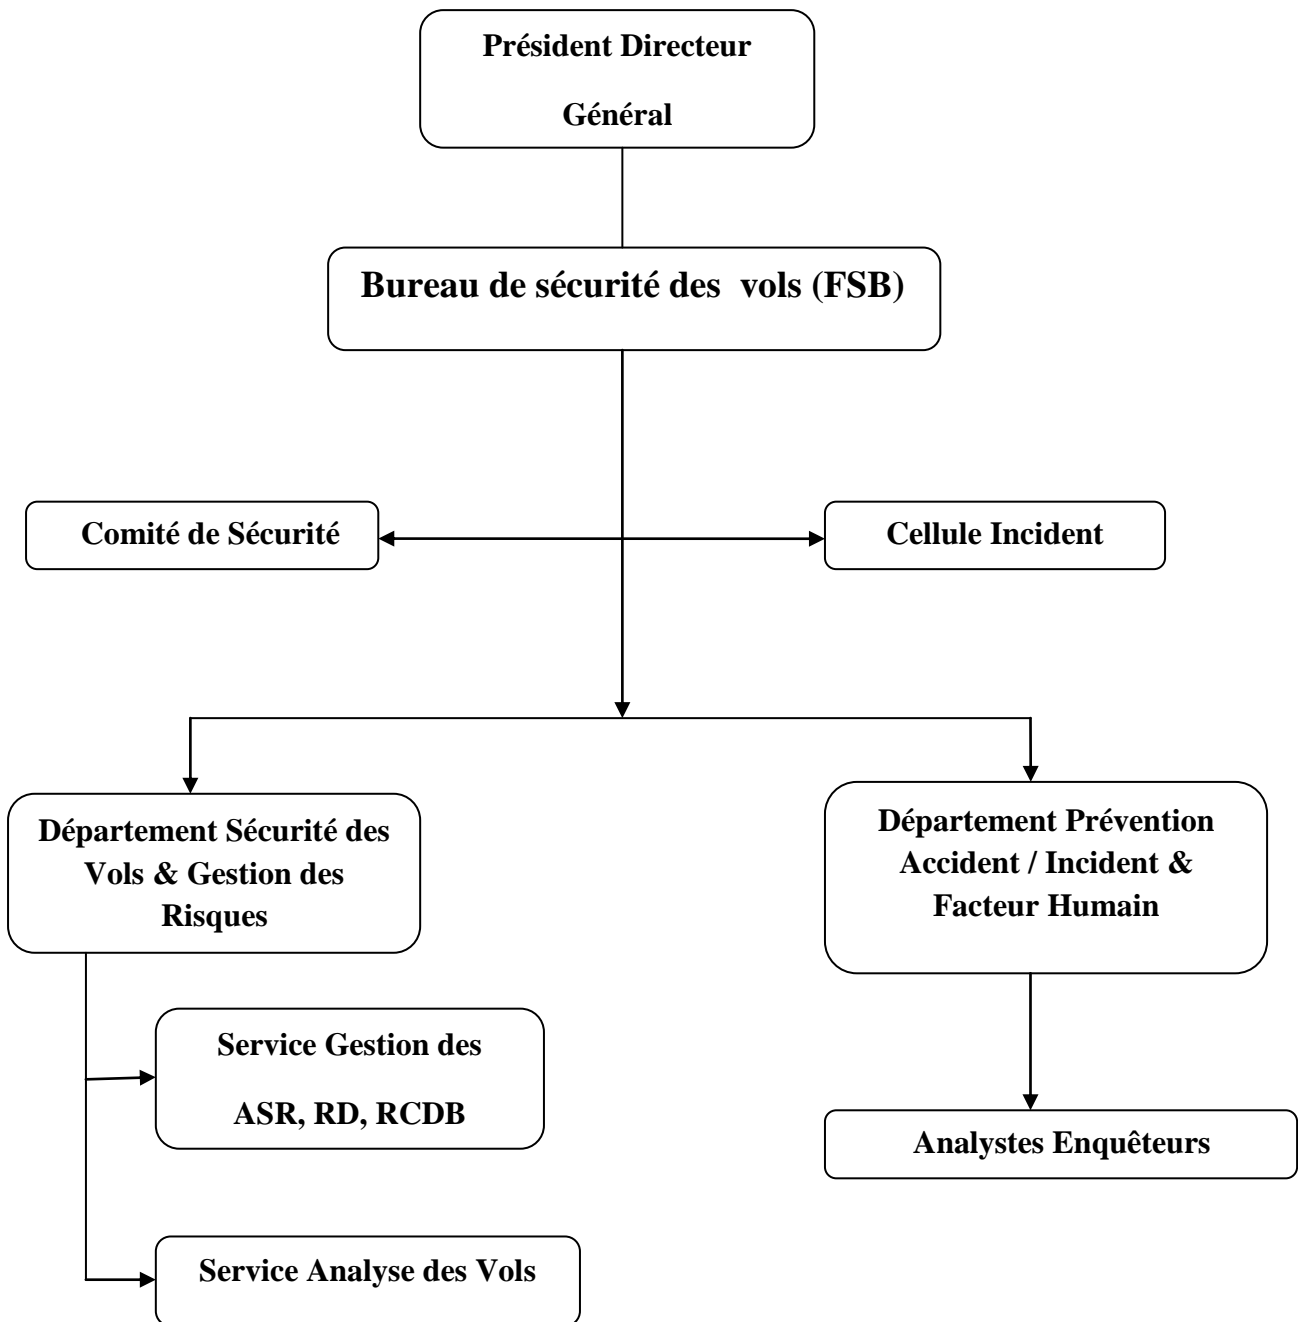 Président Directeur
Général
Bureau de sécurité des vols (FSB)
Comité de Sécurité
Cellule Incident
Département Sécurité des
Vols & Gestion des
Risques
Département Prévention
Accident / Incident &
Facteur Humain
Service Gestion des
ASR, RD, RCDB
Analystes Enquêteurs
Service Analyse des Vols